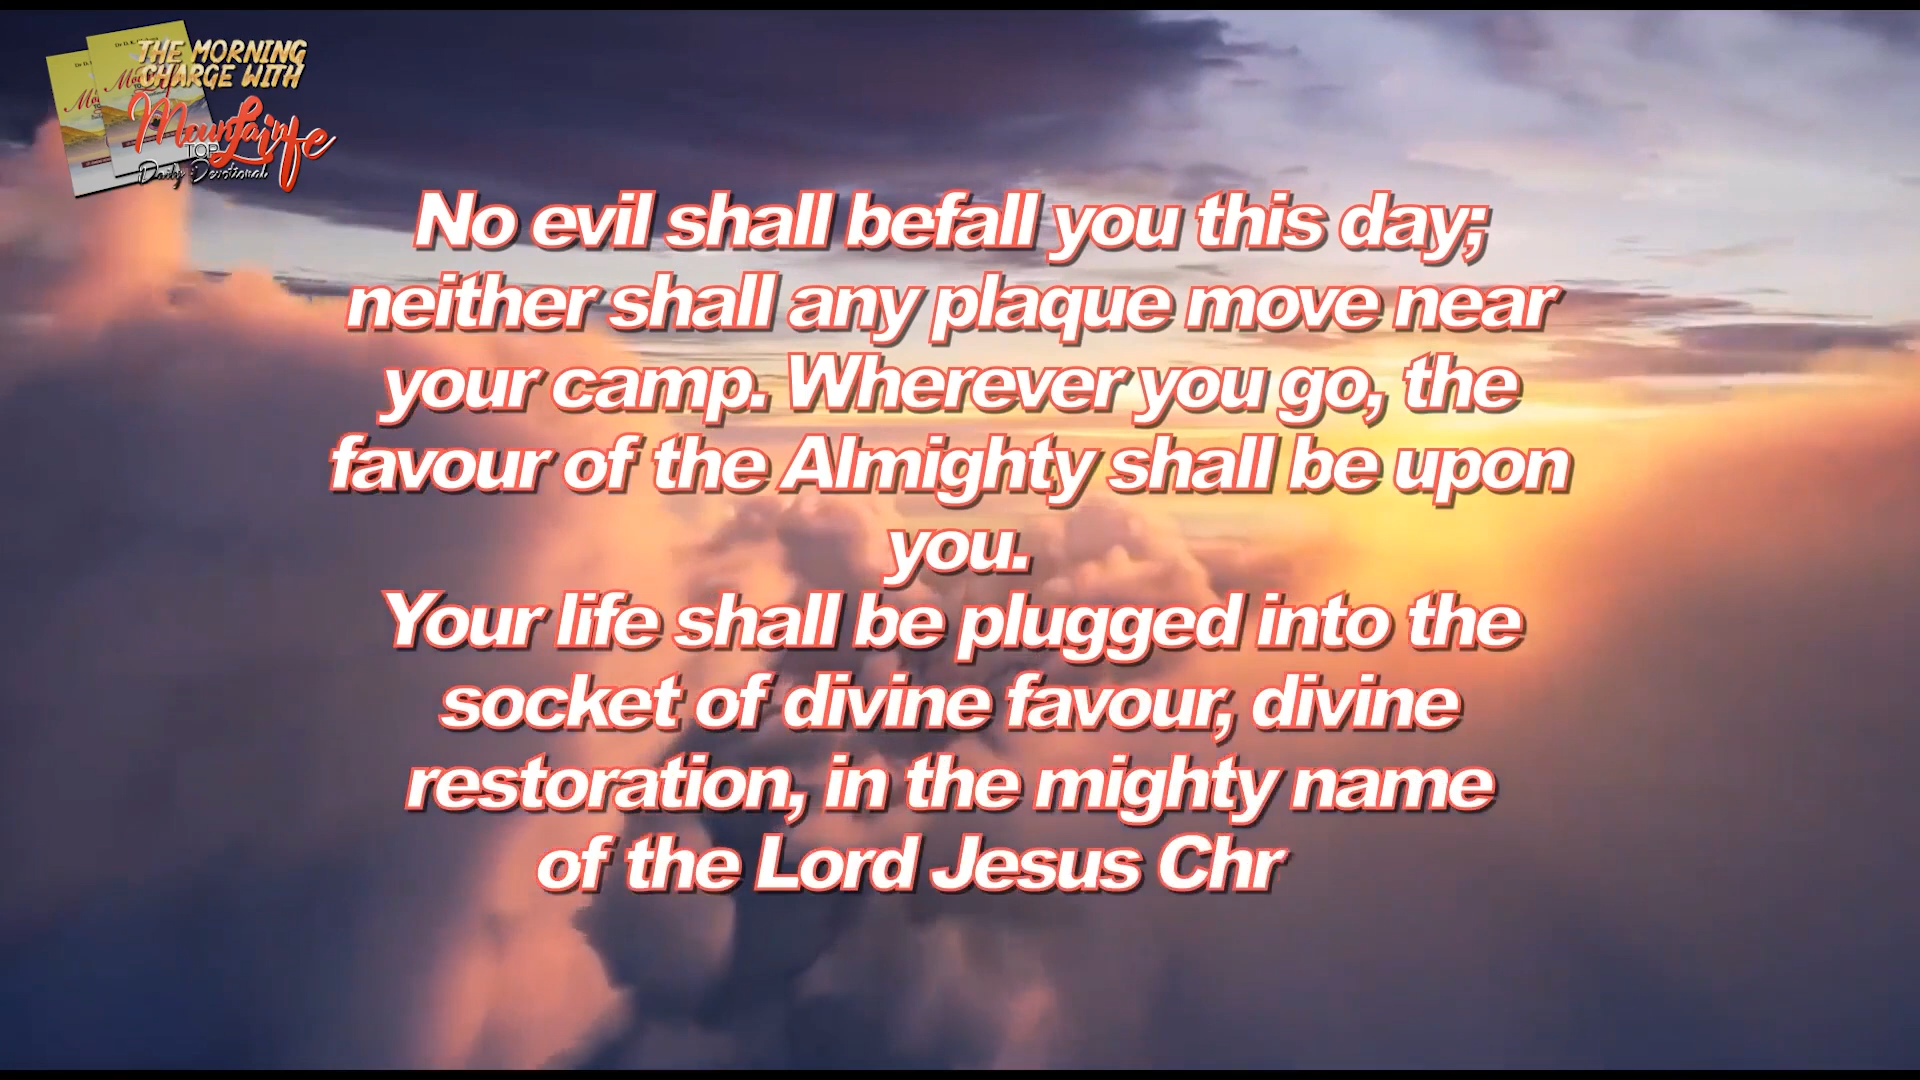 THE MORNING
CHARGE WITH
Mountain
TOP
Life
Daily Devotional
No evil shall befall you this day;
neither shall any plaque move near
your camp. Wherever you go, the
favour of the Almighty shall be upon
you.
Your life shall be plugged into the
socket of divine favour, divine
restoration, in the mighty name
of the Lord Jesus Chr